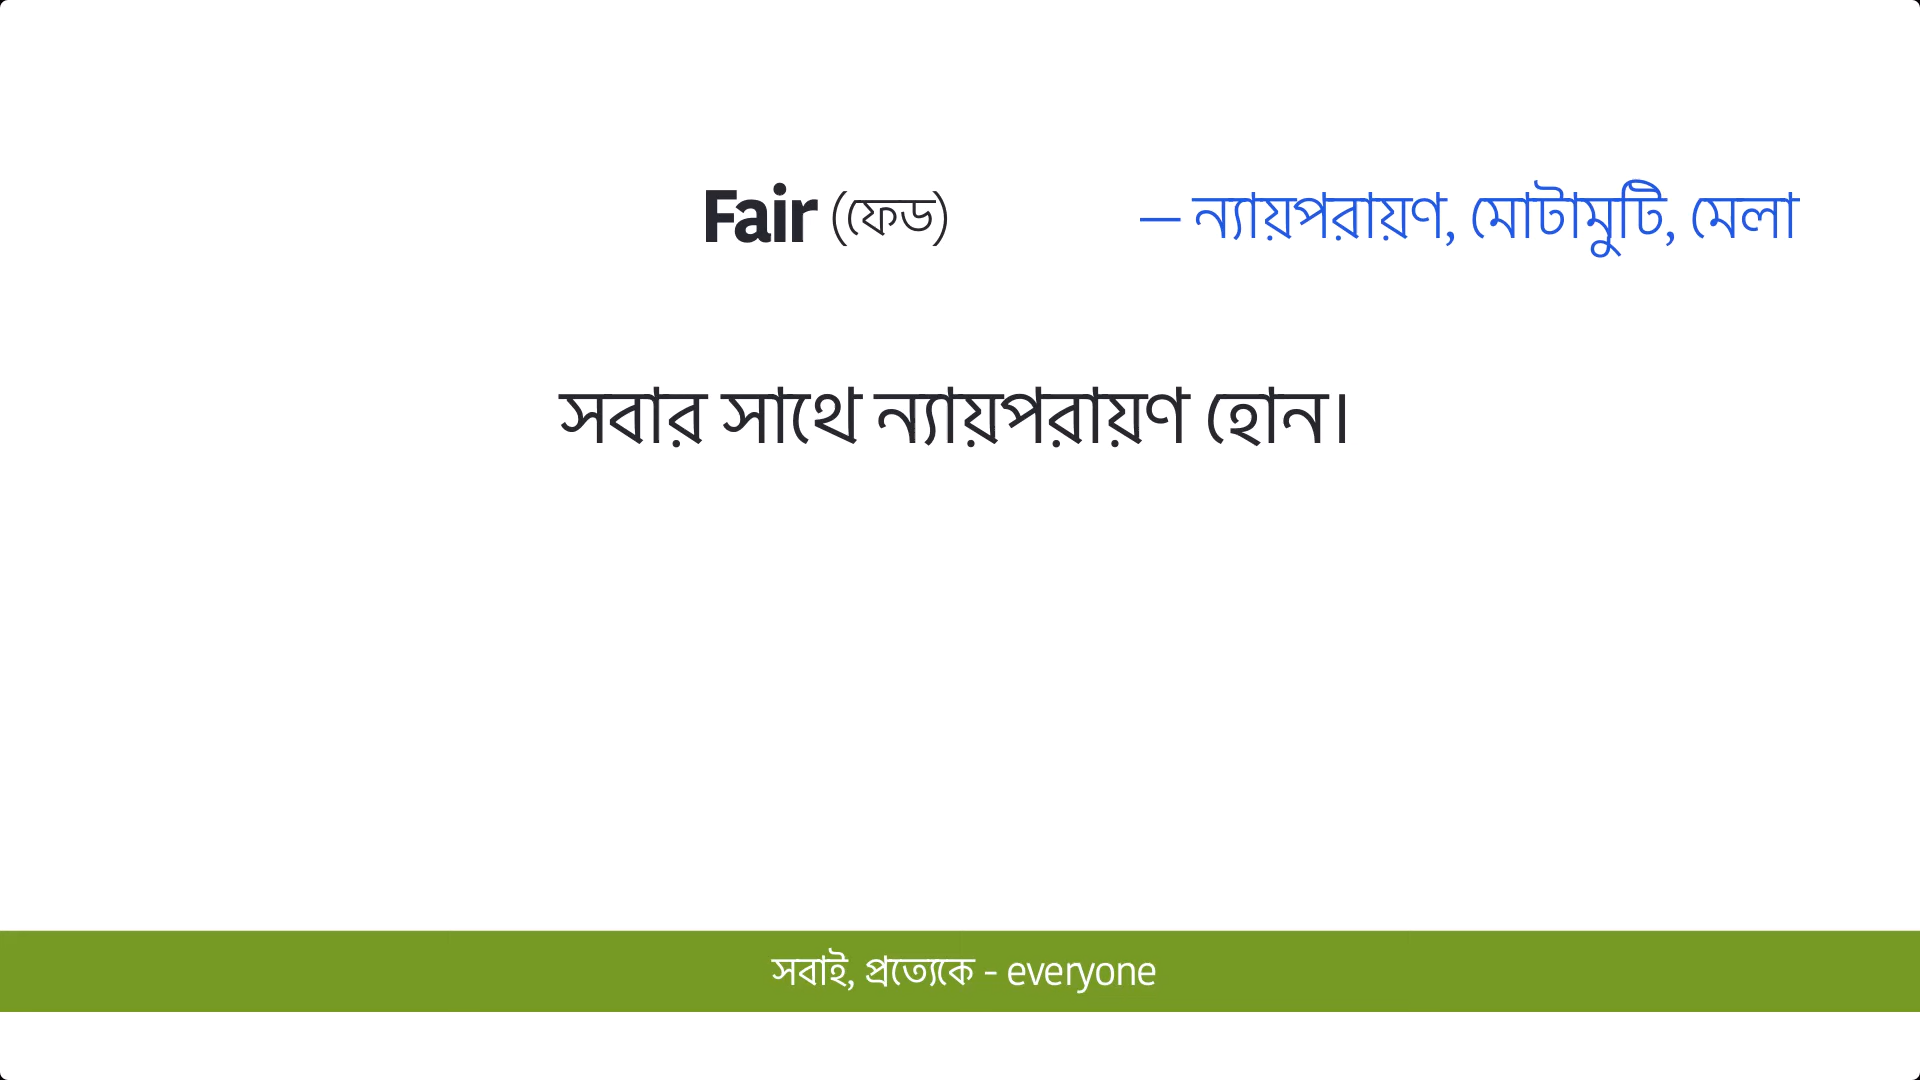 Fair (ফেড) – ন্যায়পরায়ণ, মোটামুটি, মেলা
সবার সাথে ন্যায়পরায়ণ হোন।
সবাই, প্রত্যেকে - everyone